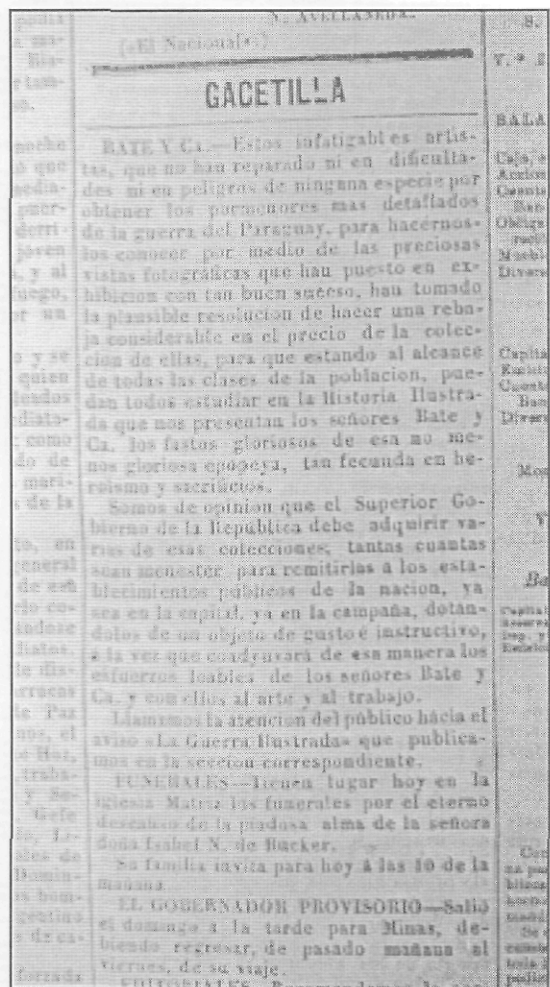 N. AVELLANEDA.
(«El Nacional»)
GACETILLA
BATE Y Ca.—Estos infatigables artis-
tas, que no han reparado ni en dificulta-
des ni en peligros de ninguna especie por
obtener los pormenores mas detallados
de la guerra del Paraguay, para hacernos-
los conocer por medio de las preciosas
vistas fotográficas que han puesto en ex-
hibicion con tan buen suceso, han tomado
la plausible resolucion de hacer una reba-
ja considerable en el precio de la colec-
cion de ellas, para que estando al alcance
de todas las clases de la poblacion, pue-
dan todos estudiar en la Historia Ilustra-
da que nos presentan los señores Bate y
Ca. los fastos gloriosos de esa no me-
nos gloriosa epopeya, tan fecunda en he-
roismo y sacrificios.
Somos de opinion que el Superior Go-
bierno de la República debe adquirir va-
rias de esas colecciones, tantas cuantas
sean menester para remitirlas á los esta-
blecimientos públicos de la nacion, ya
sea en la capital, ya en la campaña, dotán-
dolos de un objeto de gusto é instructivo,
á la vez que coadyuvará de esa manera los
esfuerzos loables de los señores Bate y
Ca. y con ellos al arte y al trabajo.
Llamamos la atencion del público hácia el
aviso «La Guerra Ilustrada» que publica-
mos en la seccion correspondiente.
FUNERALES—Tienen lugar hoy en la
iglesia Matriz los funerales por el eterno
descanso de la piadosa alma de la señora
doña Isabel N. de Bucker.
Su familia invita para hoy á las 10 de la
mañana.
EL GOBERNADOR PROVISORIO—Salió
el domingo á la tarde para Minas, de-
biendo regresar, de pasado mañana al
viernes, de su viaje.